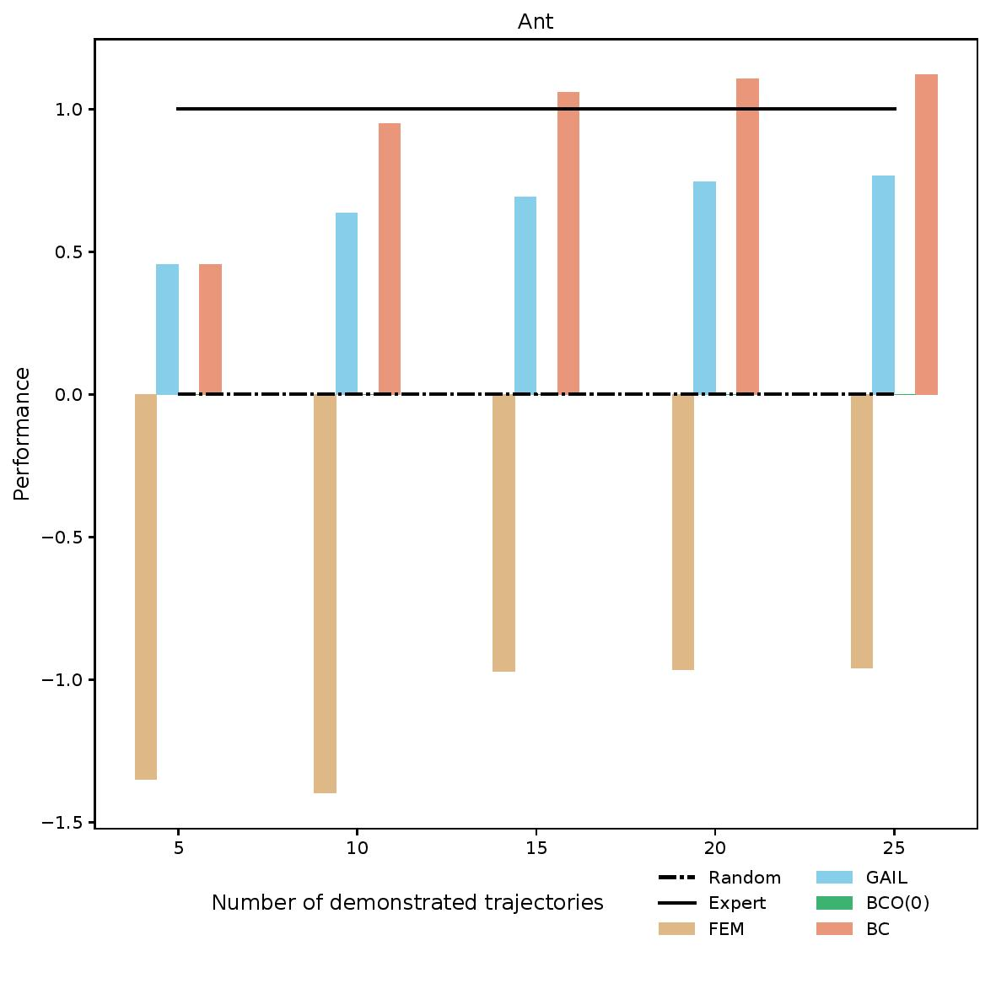 Ant
1.0
0.5
0.0
−0.5
−1.0
−1.5
Performance
5 10 15 20 25
Number of demonstrated trajectories
Random
Expert
FEM
GAIL
BCO(0)
BC